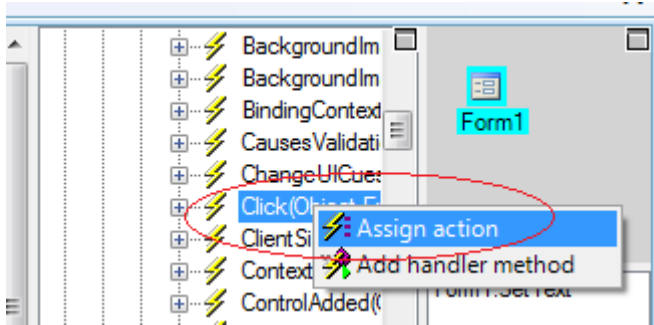 BackgroundIm
BackgroundIm
BindingContext
CausesValidati
ChangeUICues
Click(Object, E
ClientSi
Context
ControlAdded(
Form1
Assign action
Add handler method
Form1.SetText